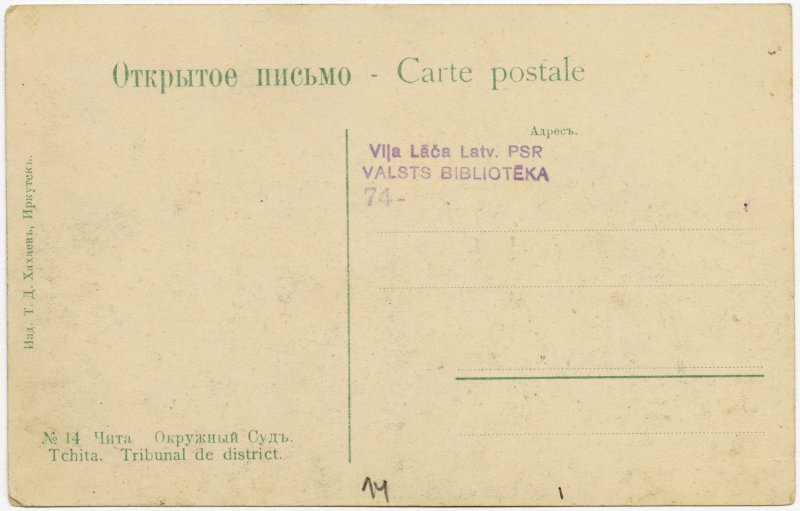 Открытое письмо - Carte postale
Адресъ.
Viļa Lāča Latv. PSR
VALSTS BIBLIOTĒKA
74-
Изд. Т. Д. Хахаевъ, Иркутскъ.
№ 14 Чита Окружный Судъ.
Tchita. Tribunal de district.
14